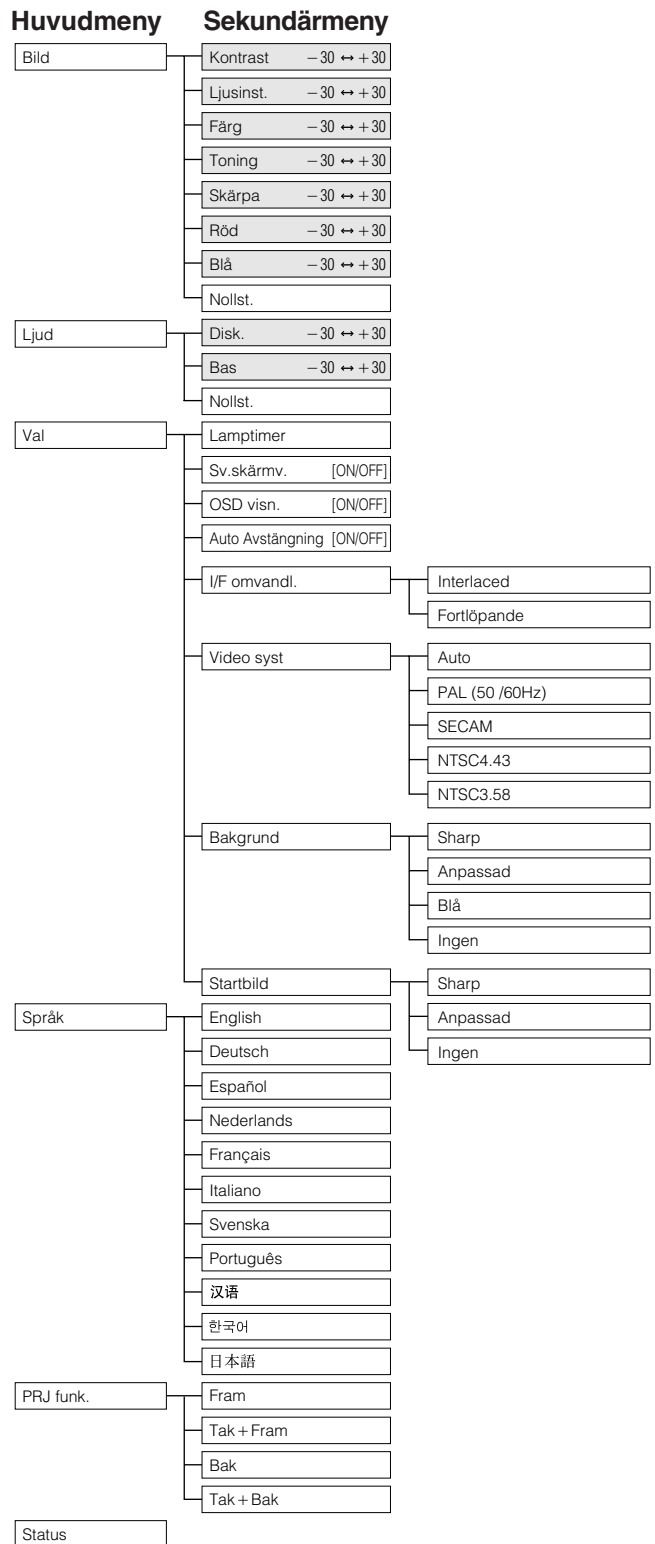 Huvudmeny Sekundärmeny
Bild Kontrast −30 ↔ +30
Ljusinst. −30 ↔ +30
Färg −30 ↔ +30
Toning −30 ↔ +30
Skärpa −30 ↔ +30
Röd −30 ↔ +30
Blå −30 ↔ +30
Nollst.
Ljud Disk. −30 ↔ +30
Bas −30 ↔ +30
Nollst.
Val Lamptimer
Sv.skärmv. [ON/OFF]
OSD visn. [ON/OFF]
Auto Avstängning [ON/OFF]
I/F omvandl. Interlaced
Fortlöpande
Video syst Auto
PAL (50 /60Hz)
SECAM
NTSC4.43
NTSC3.58
Bakgrund Sharp
Anpassad
Blå
Ingen
Startbild Sharp
Språk English Anpassad
Deutsch Ingen
Español
Nederlands
Français
Italiano
Svenska
Português
汉语
한국어
日本語
PRJ funk. Fram
Tak+Fram
Bak
Tak+Bak
Status